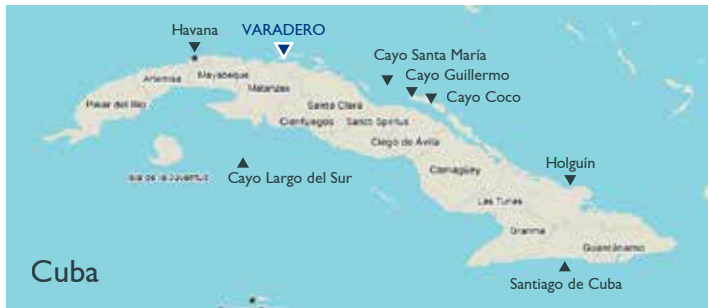 Havana
VARADERO
Cayo Santa María
Cayo Guillermo
Cayo Coco
Artemisa
Mayabeque
Matanzas
Pinar del Rio
Santa Clara
Cienfuegos
Sancti Spiritus
Ciego de Ávila
Holguín
Camagüey
Isla de la Juventud
Cayo Largo del Sur
Las Tunas
Granma
Guantánamo
Cuba
Santiago de Cuba